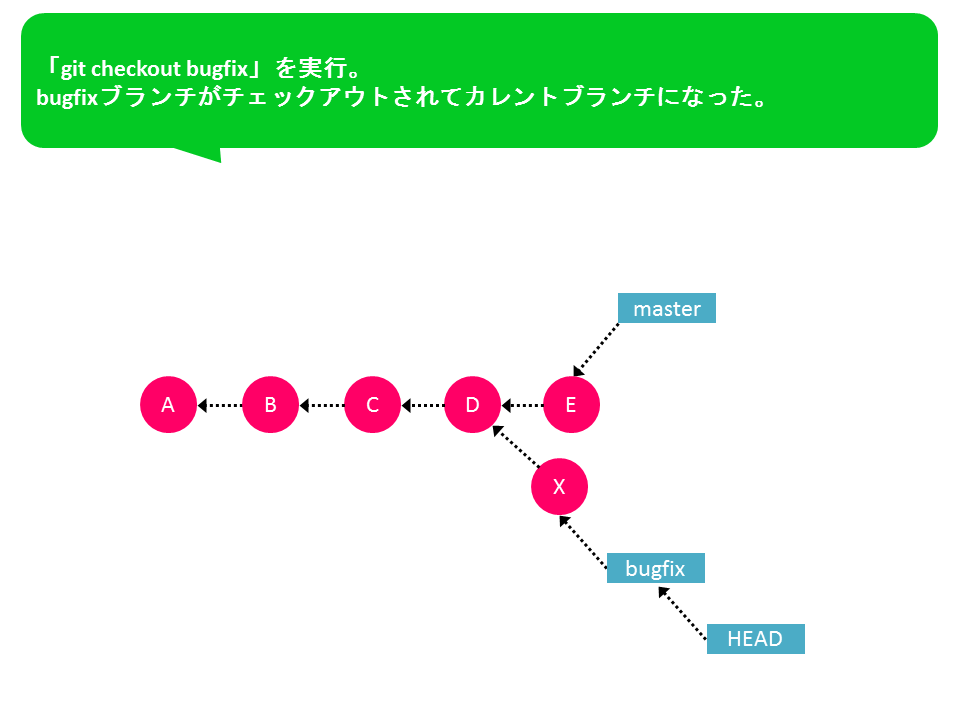 「git checkout bugfix」を実行。
bugfixブランチがチェックアウトされてカレントブランチになった。
master
A
B
C
D
E
X
bugfix
HEAD